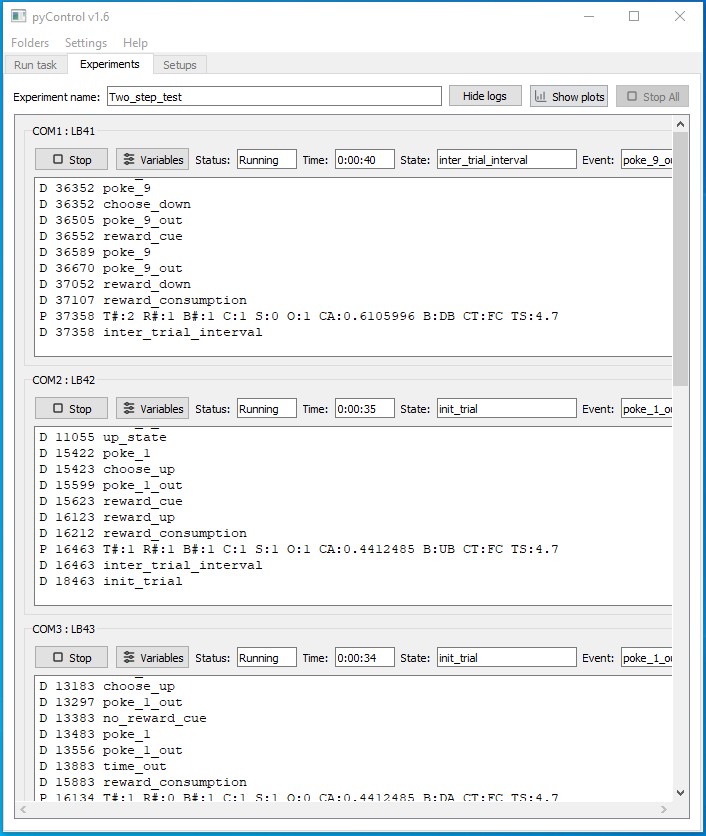 pyControl v1.6
Folders Settings Help
Run task Experiments Setups
Experiment name: Two_step_test Hide logs Show plots Stop All
COM1 : LB41
Stop Variables Status: Running Time: 0:00:40 State: inter_trial_interval Event: poke_9_ou
D 36352 poke_9
D 36352 choose_down
D 36505 poke_9_out
D 36552 reward_cue
D 36589 poke_9
D 36670 poke_9_out
D 37052 reward_down
D 37107 reward_consumption
P 37358 T#:2 R#:1 B#:1 C:1 S:0 O:1 CA:0.6105996 B:DB CT:FC TS:4.7
D 37358 inter_trial_interval
COM2 : LB42
Stop Variables Status: Running Time: 0:00:35 State: init_trial Event: poke_1_ou
D 11055 up_state
D 15422 poke_1
D 15423 choose_up
D 15599 poke_1_out
D 15623 reward_cue
D 16123 reward_up
D 16212 reward_consumption
P 16463 T#:1 R#:1 B#:1 C:1 S:1 O:1 CA:0.4412485 B:UB CT:FC TS:4.7
D 16463 inter_trial_interval
D 18463 init_trial
COM3 : LB43
Stop Variables Status: Running Time: 0:00:34 State: init_trial Event: poke_1_ou
D 13183 choose_up
D 13297 poke_1_out
D 13383 no_reward_cue
D 13483 poke_1
D 13556 poke_1_out
D 13883 time_out
D 15883 reward_consumption
P 16134 T#:1 R#:0 B#:1 C:1 S:1 O:0 CA:0.4412485 B:DA CT:FC TS:4.7